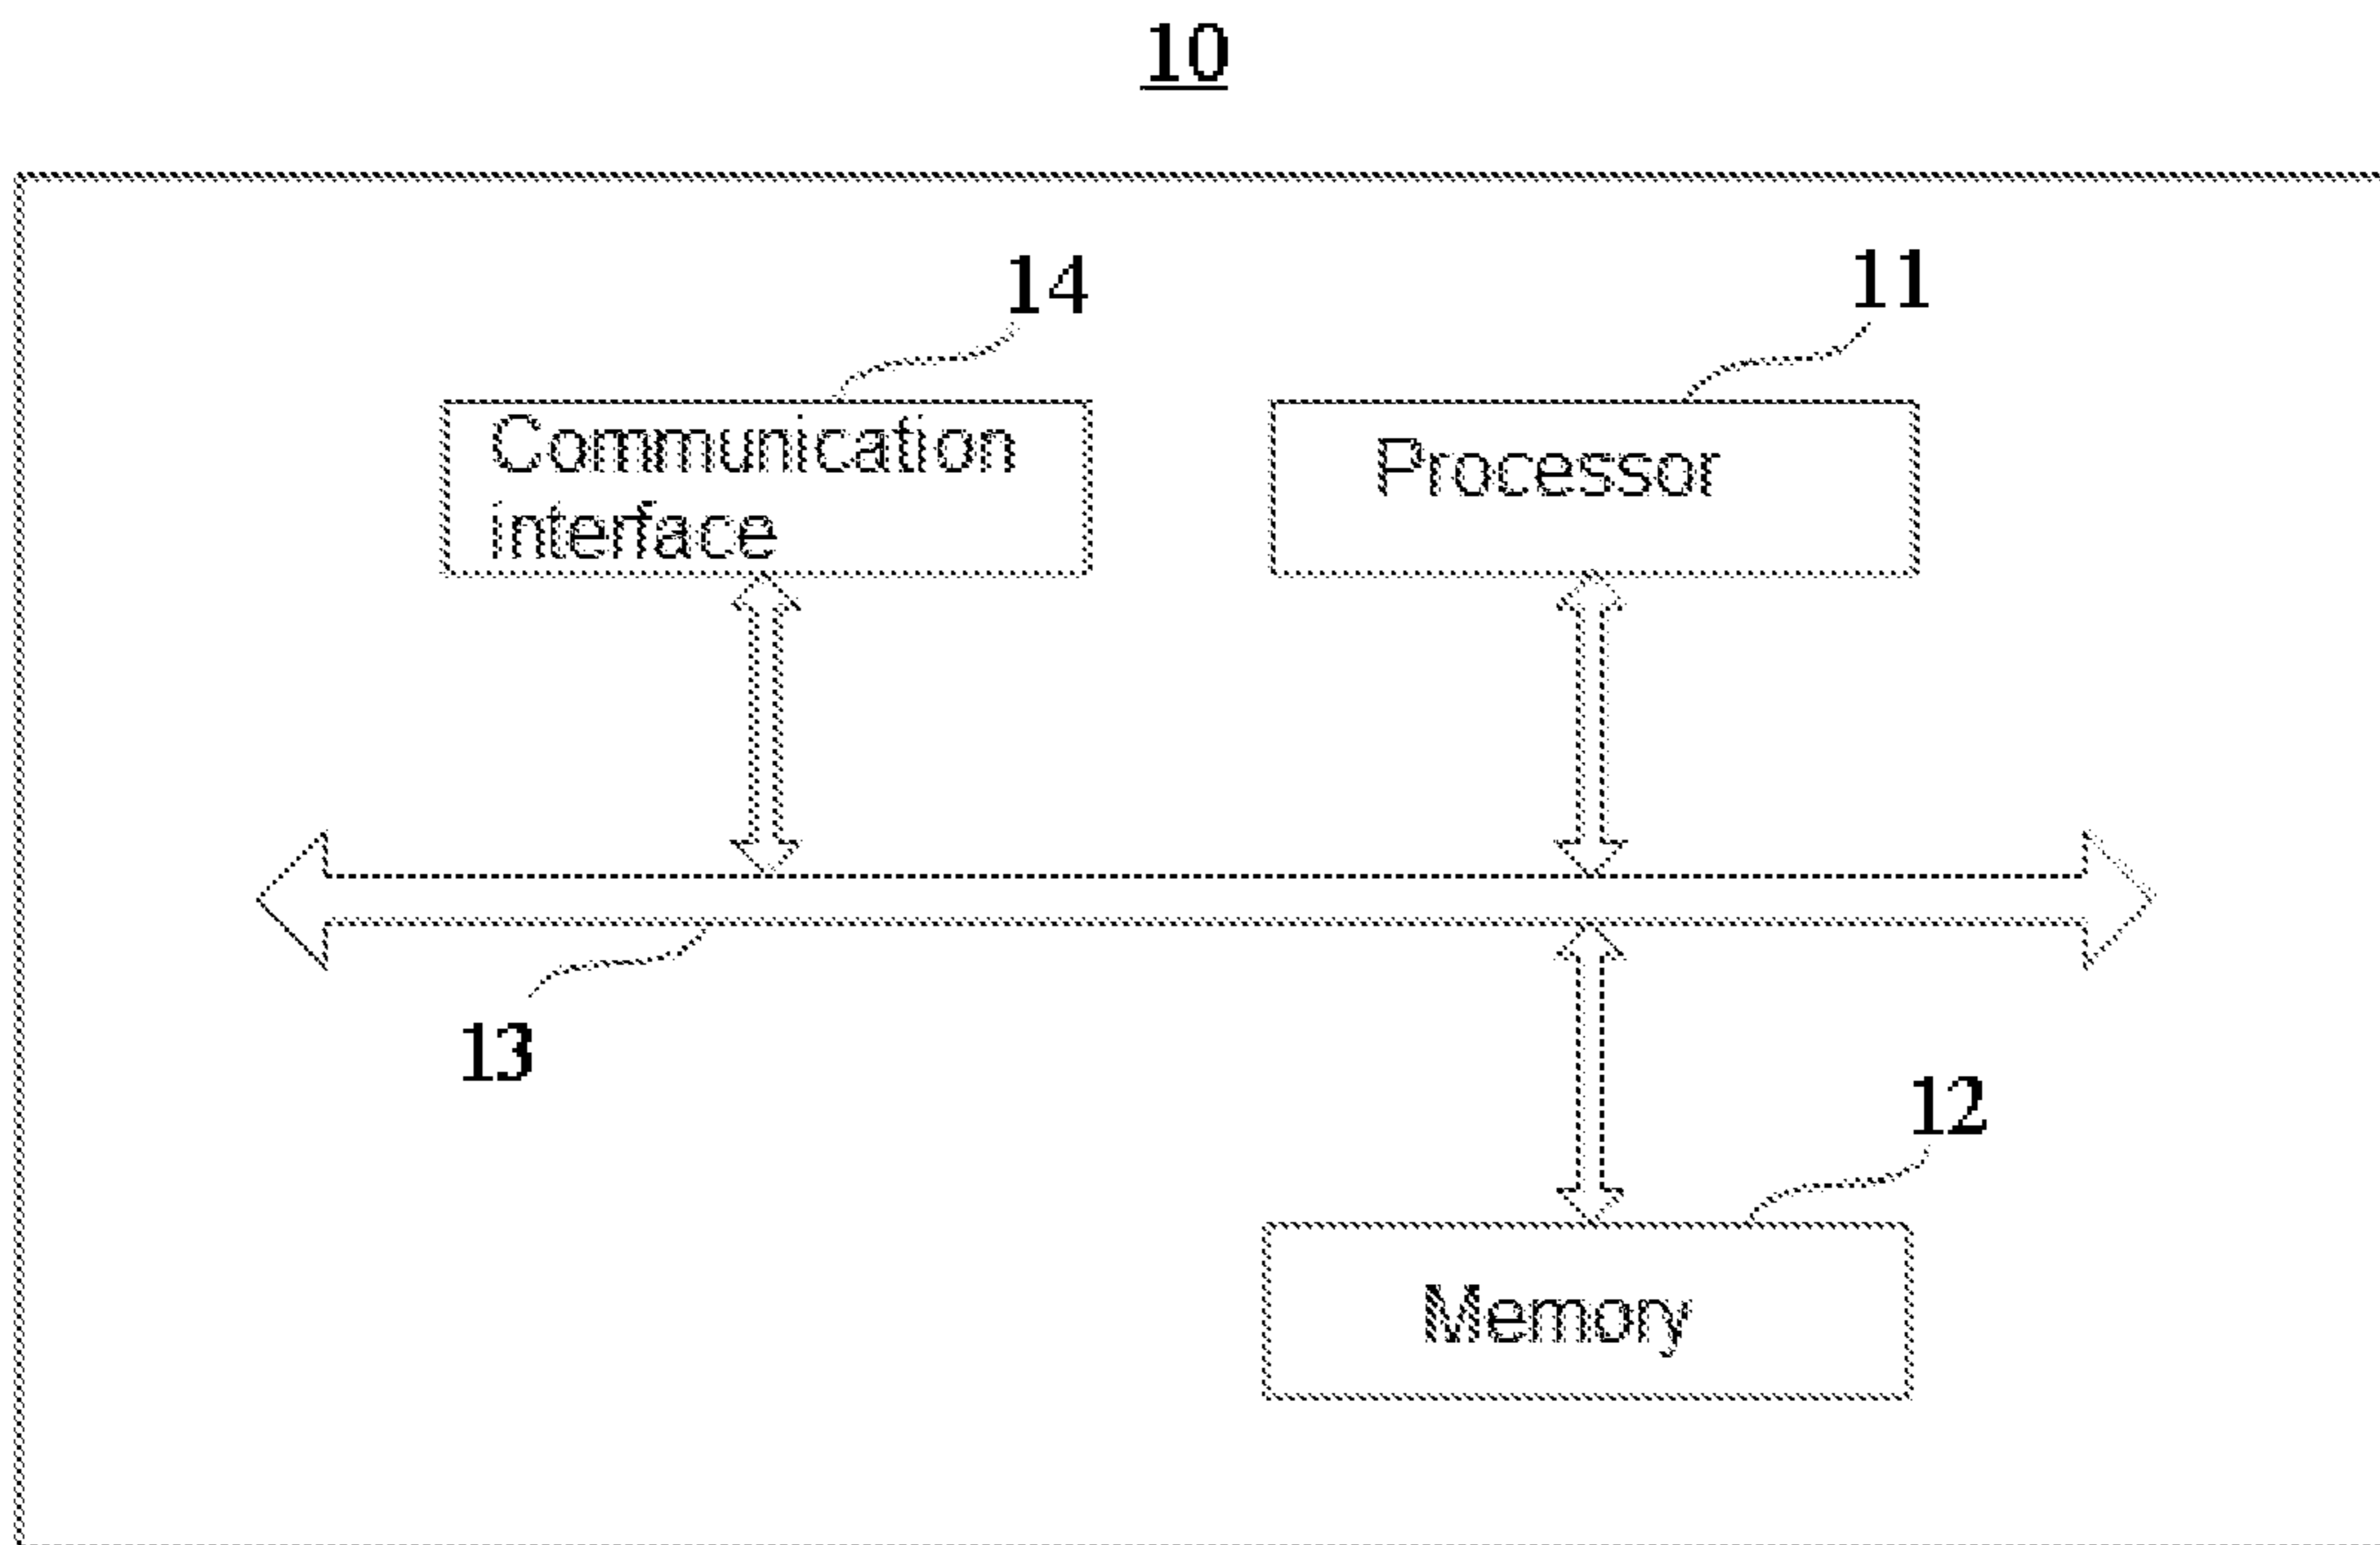 10
14
11
Communication
interface
Processor
13
12
Memory